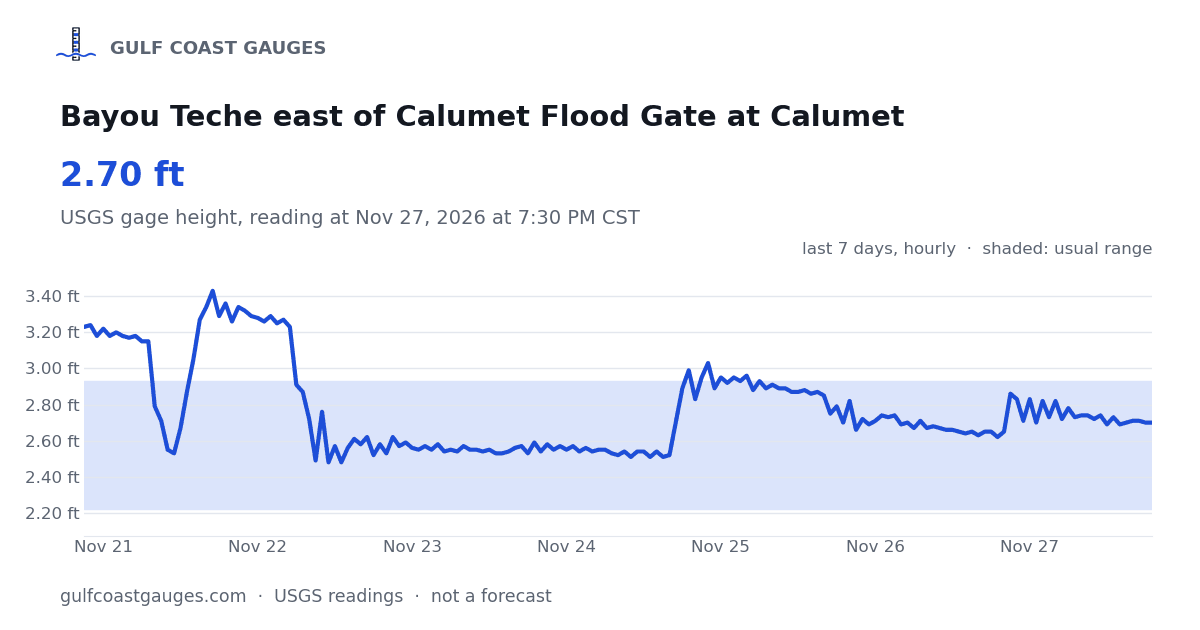 GULF COAST GAUGES
Bayou Teche east of Calumet Flood Gate at Calumet
2.70 ft
USGS gage height, reading at Nov 27, 2026 at 7:30 PM CST
last 7 days, hourly · shaded: usual range
3.40 ft
3.20 ft
3.00 ft
2.80 ft
2.60 ft
2.40 ft
2.20 ft
Nov 21 Nov 22 Nov 23 Nov 24 Nov 25 Nov 26 Nov 27
gulfcoastgauges.com · USGS readings · not a forecast